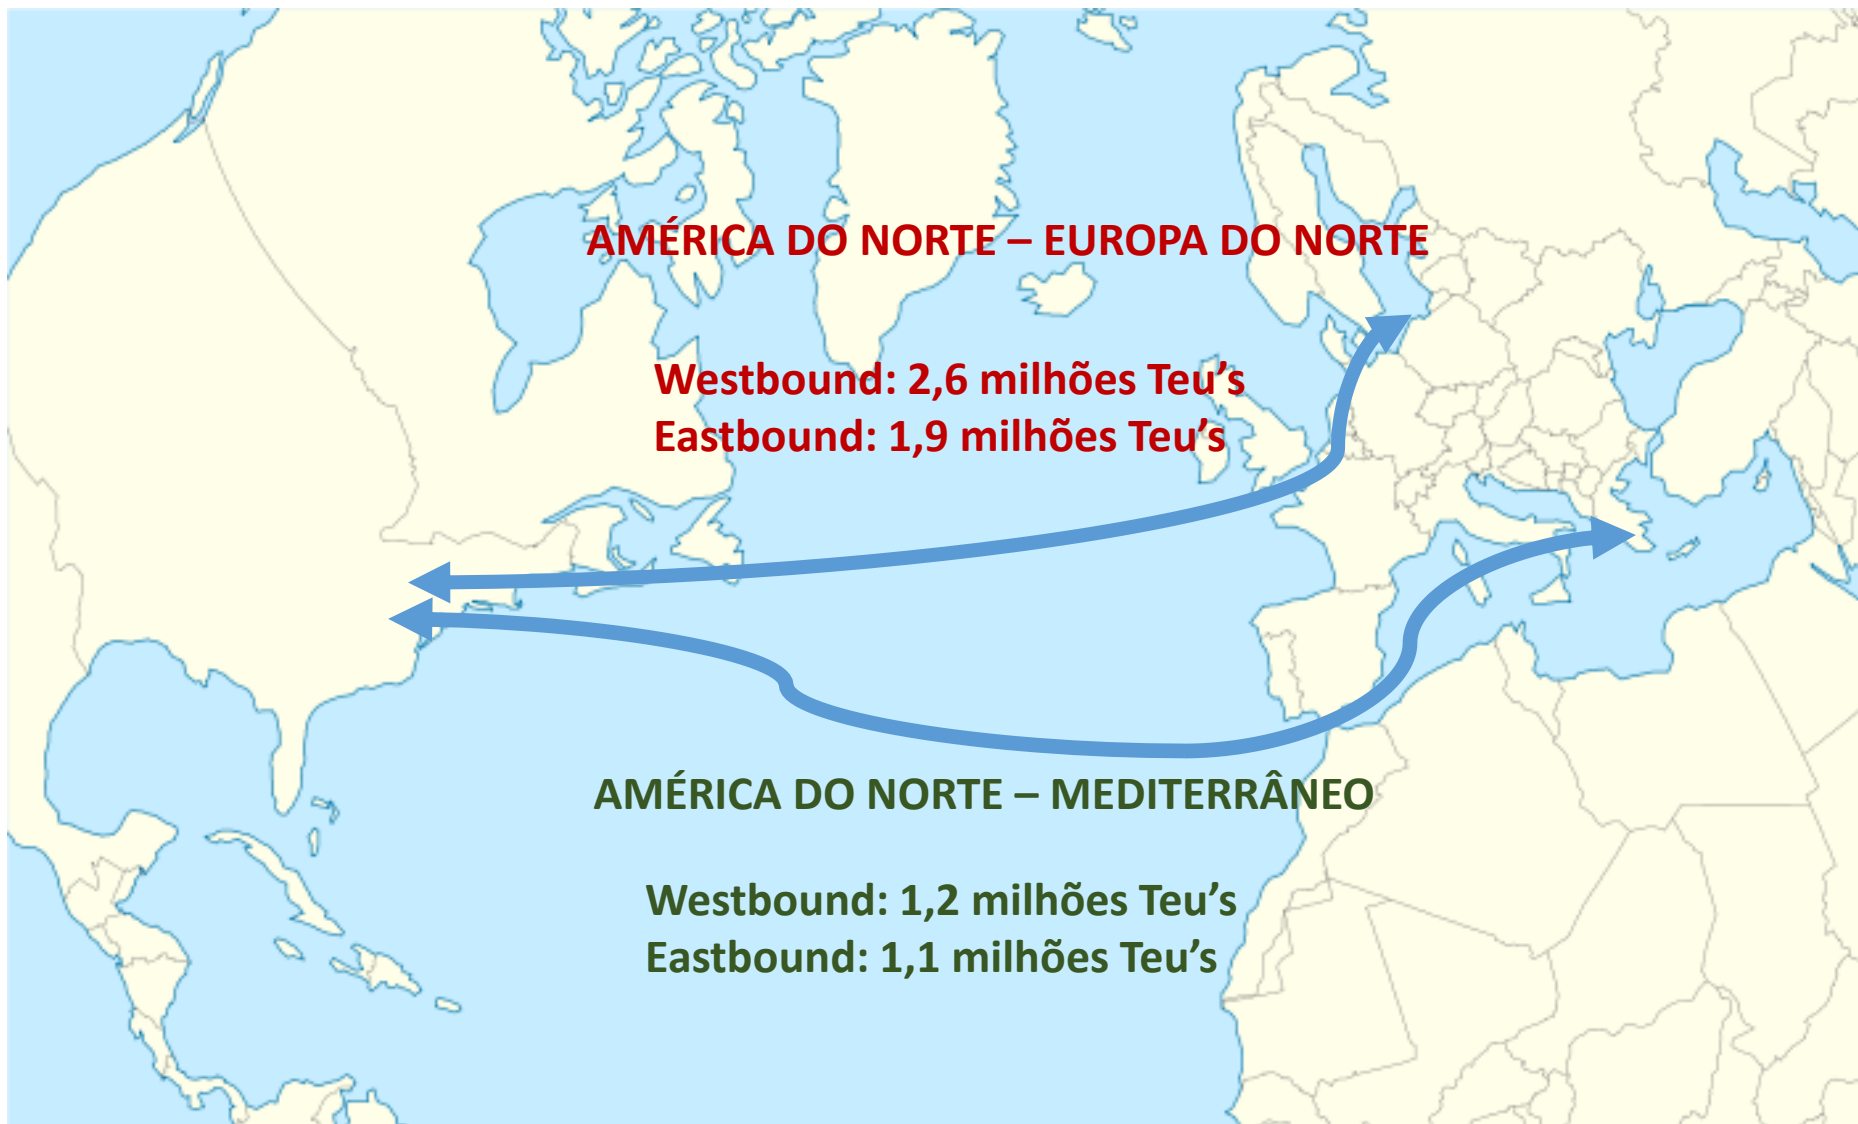 AMÉRICA DO NORTE – EUROPA DO NORTE
Westbound: 2,6 milhões Teu’s
Eastbound: 1,9 milhões Teu’s
AMÉRICA DO NORTE – MEDITERRÂNEO
Westbound: 1,2 milhões Teu’s
Eastbound: 1,1 milhões Teu’s